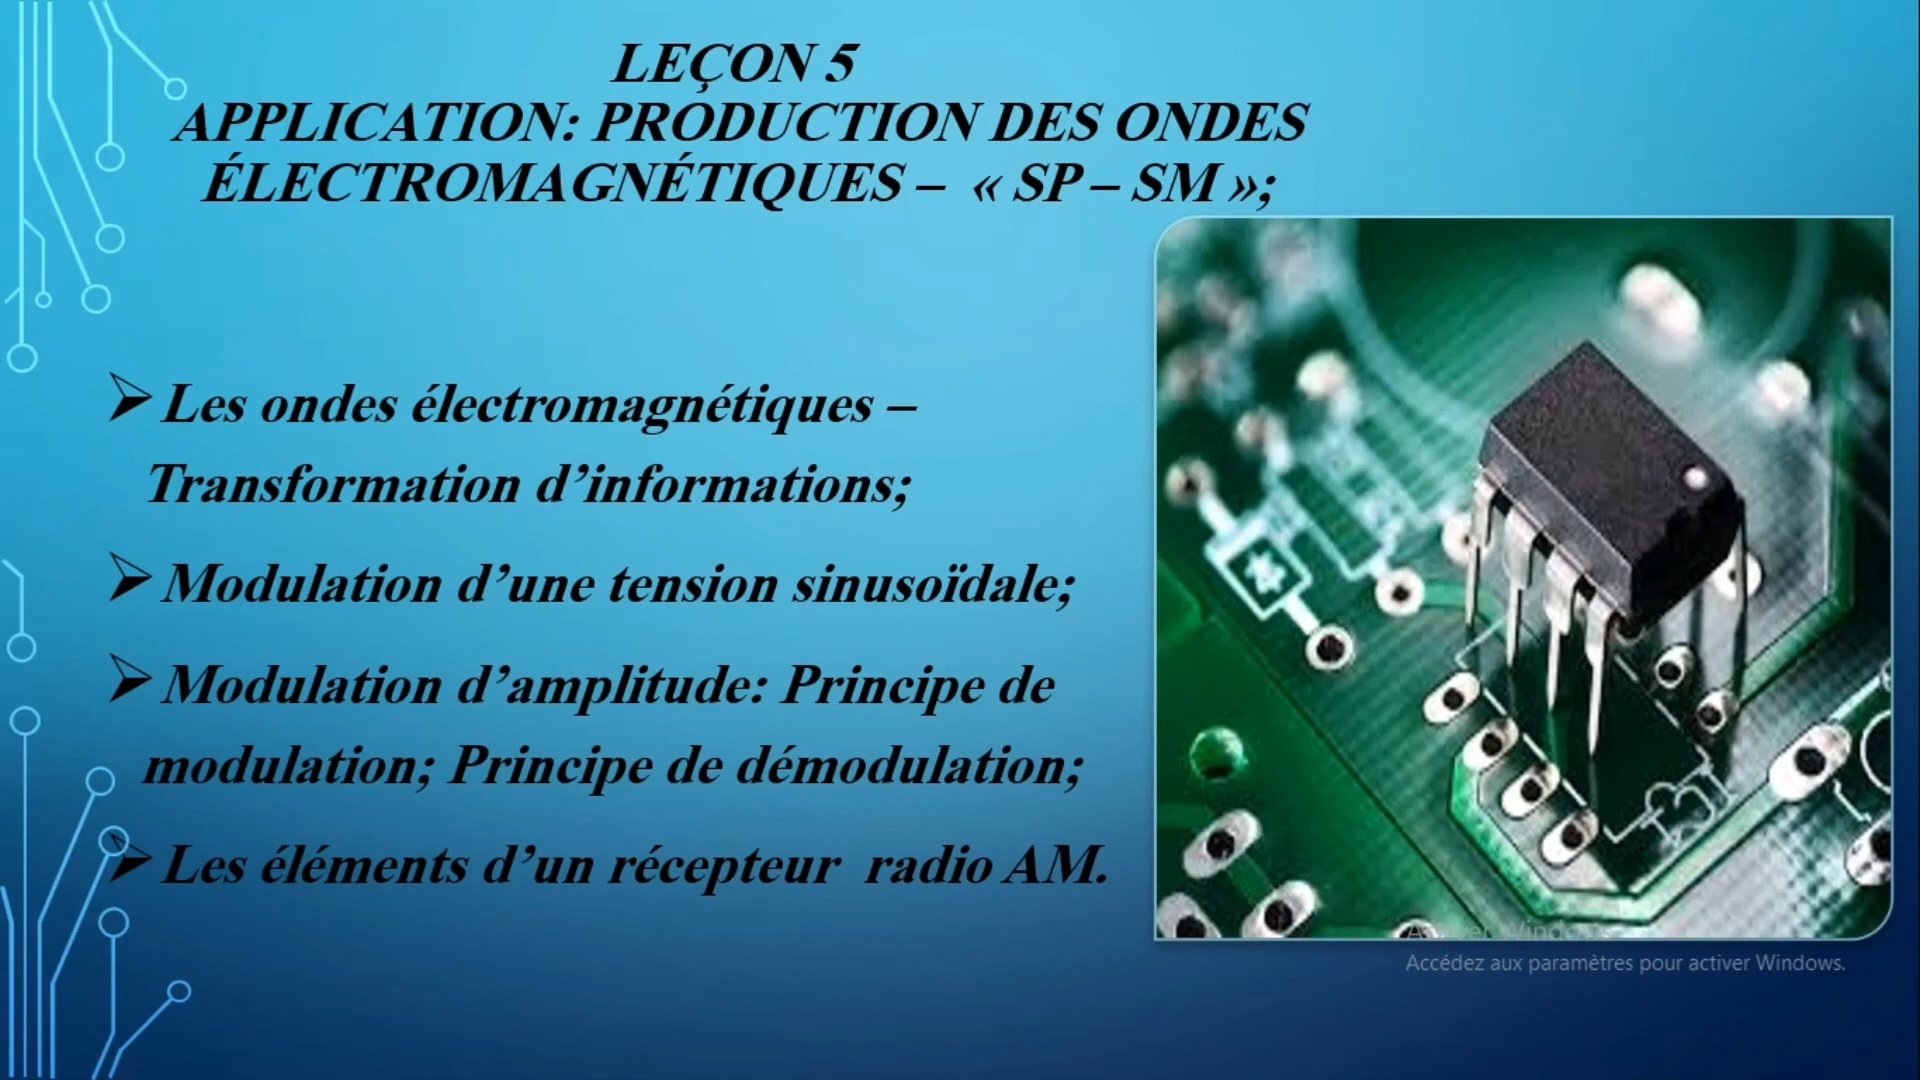 LEÇON 5
APPLICATION: PRODUCTION DES ONDES
ÉLECTROMAGNÉTIQUES – « SP – SM »;
➢ Les ondes électromagnétiques –
Transformation d’informations;
➢ Modulation d’une tension sinusoïdale;
➢ Modulation d’amplitude: Principe de
modulation; Principe de démodulation;
➢ Les éléments d’un récepteur radio AM.
Activer Windows
Accédez aux paramètres pour activer Windows.